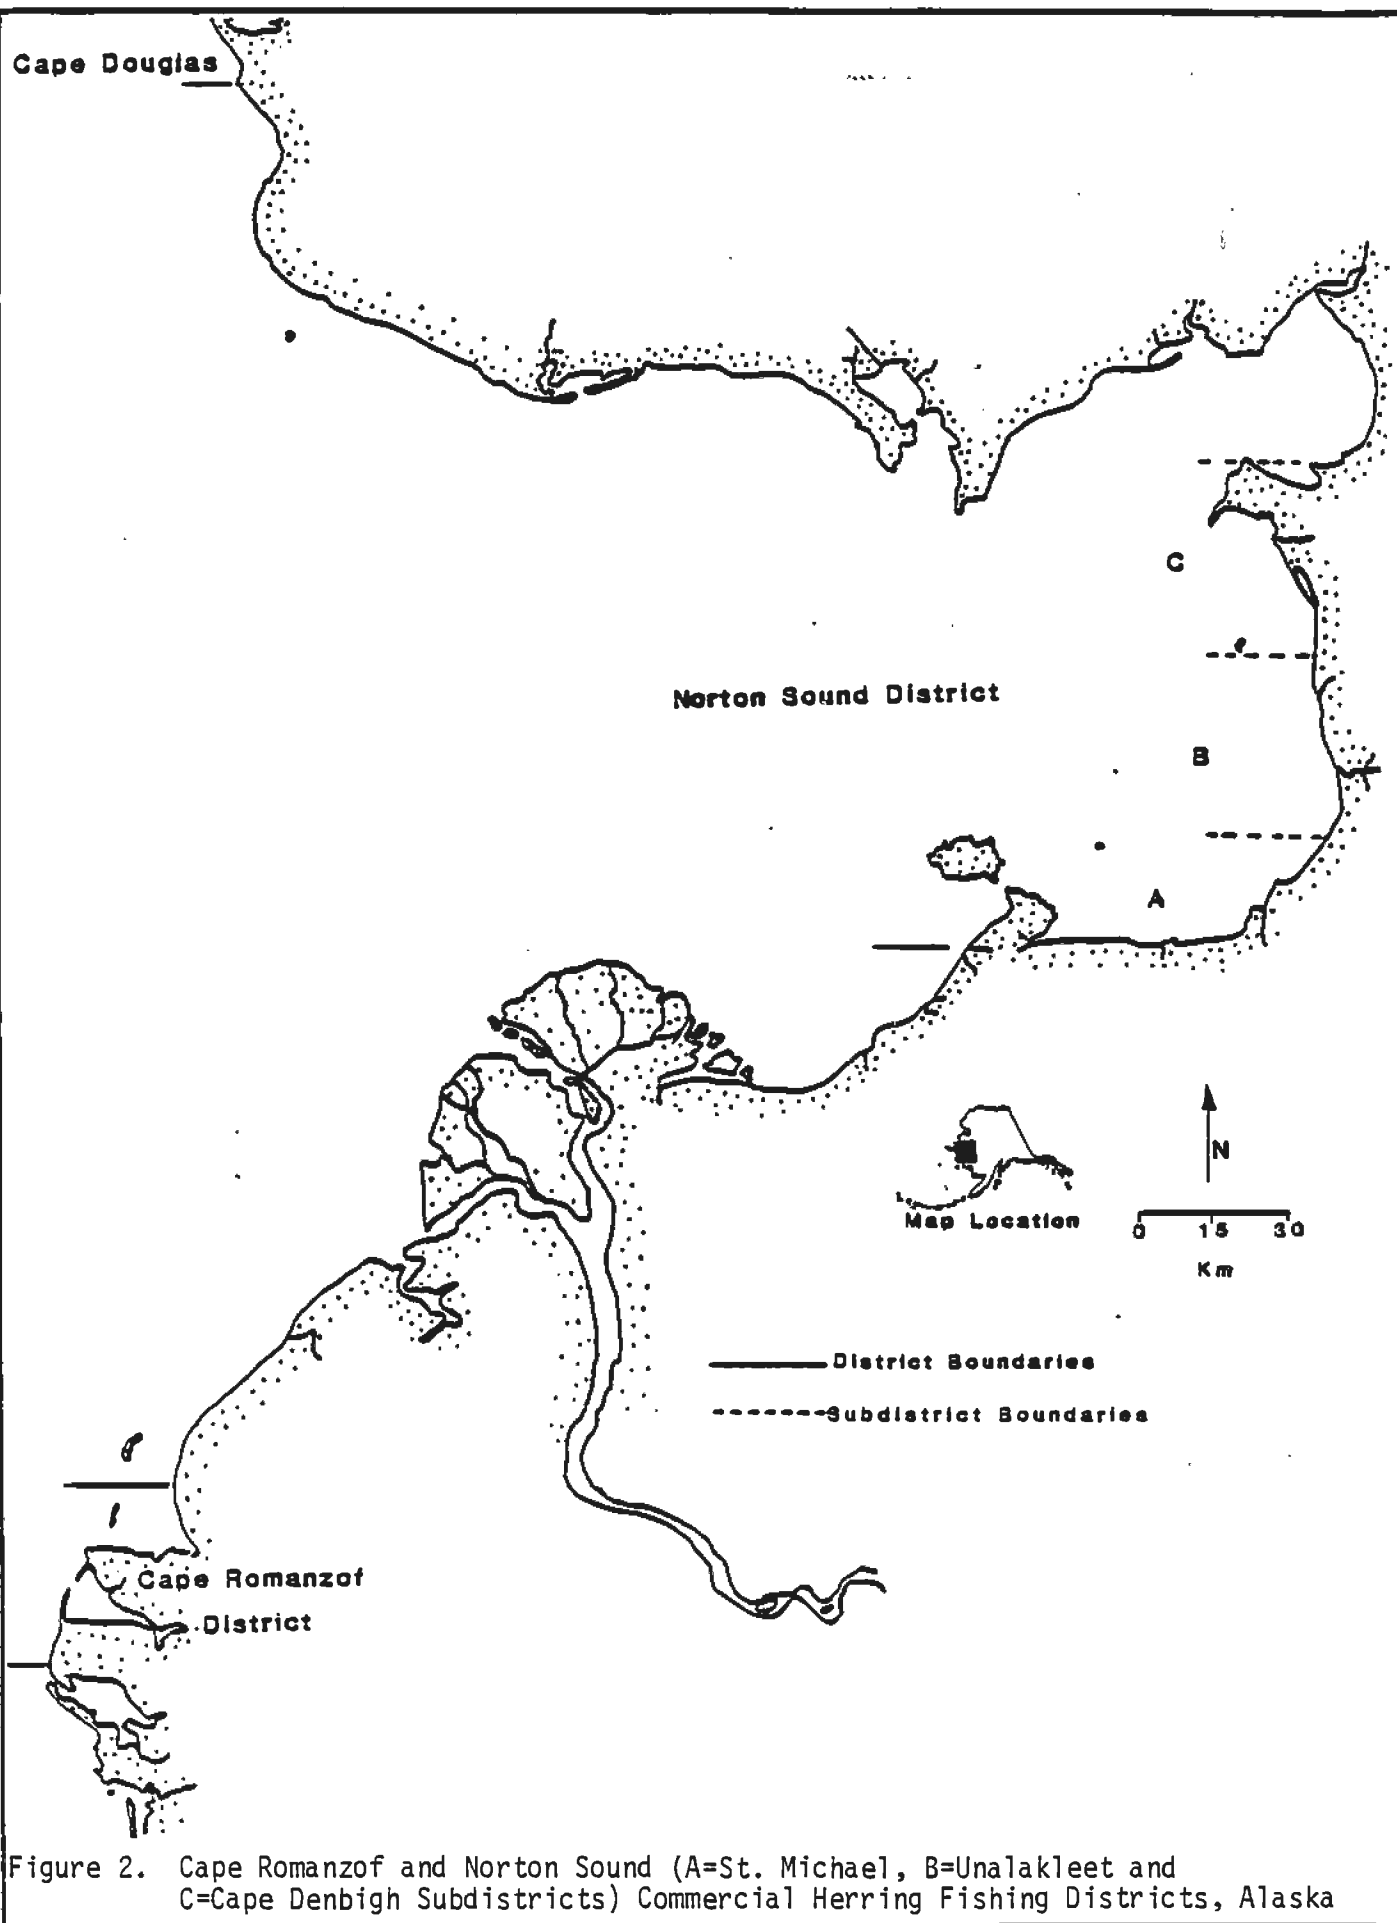 Cape Douglas
C
Norton Sound District
B
A
N
Map Location
0 15 30
Km
District Boundaries
Subdistrict Boundaries
Cape Romanzof
District
Figure 2. Cape Romanzof and Norton Sound (A=St. Michael, B=Unalakleet and
C=Cape Denbigh Subdistricts) Commercial Herring Fishing Districts, Alaska